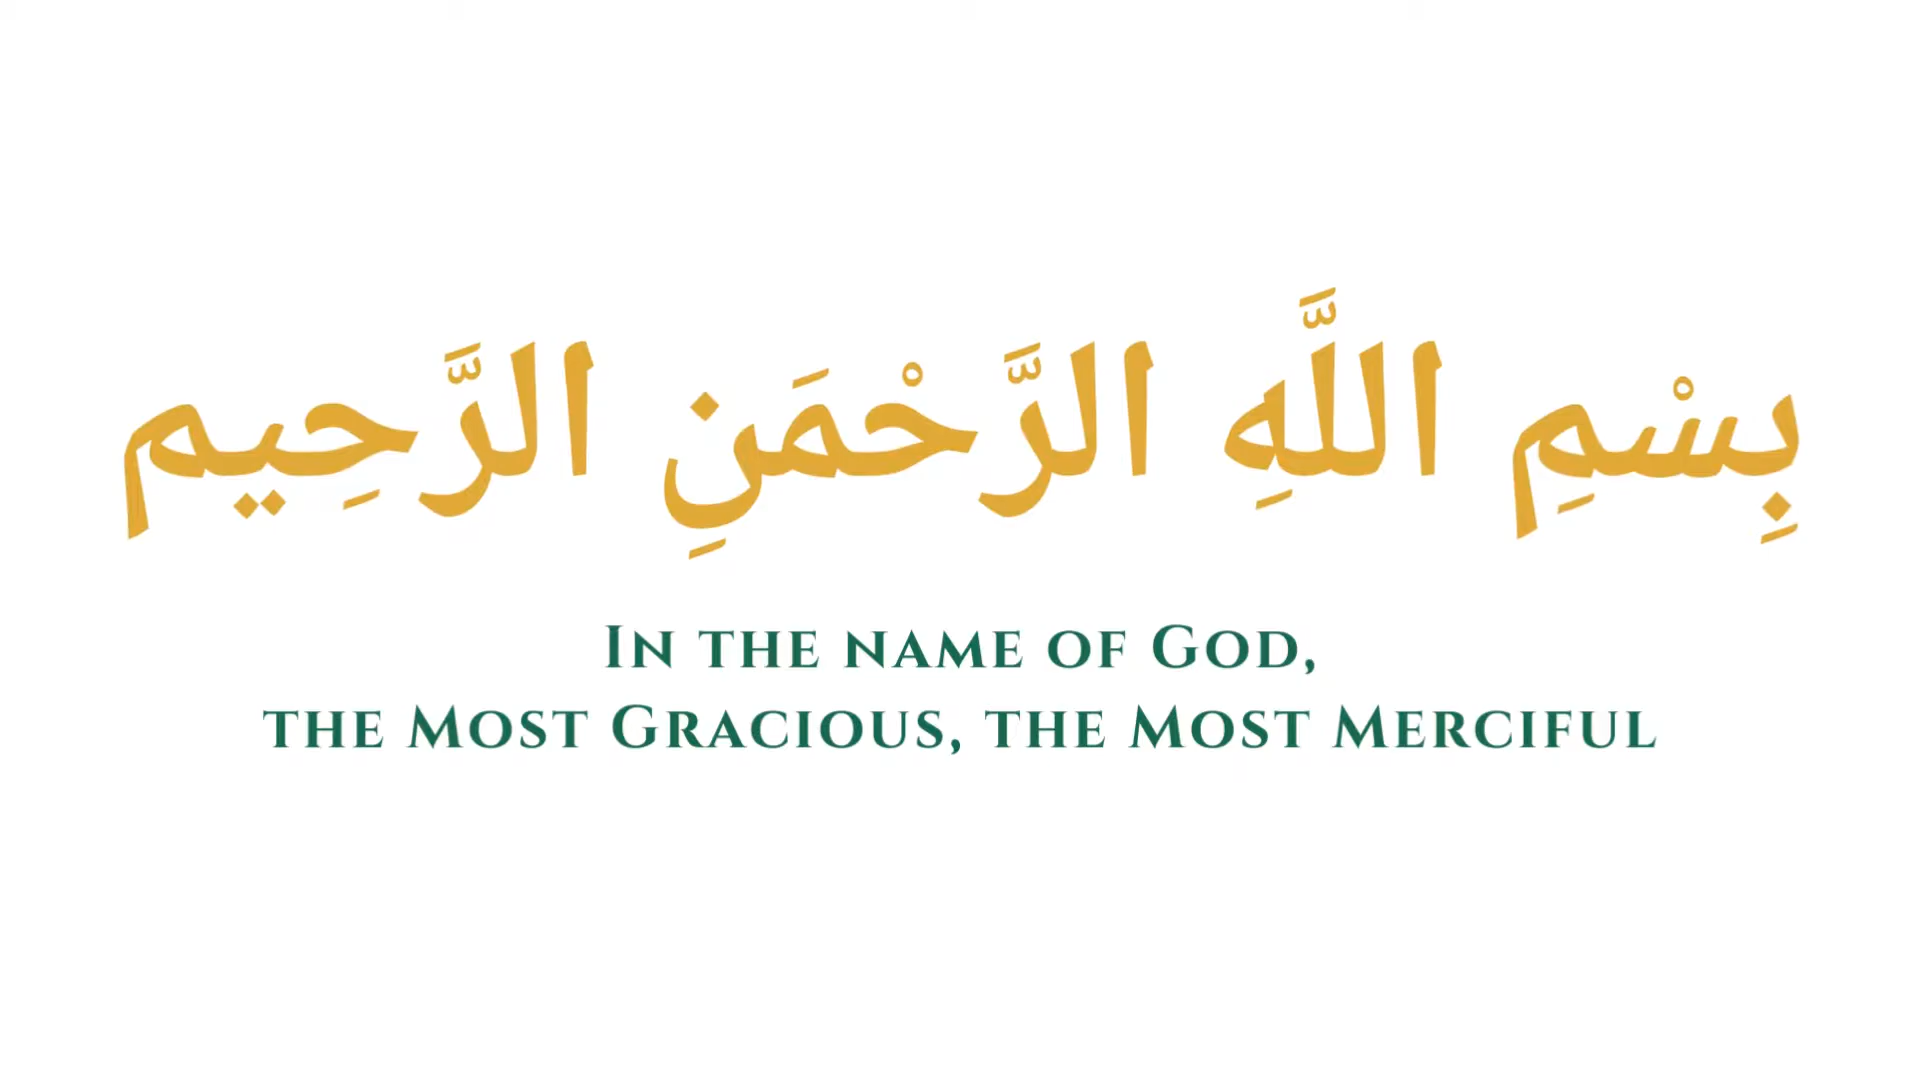 بِسْمِ اللَّهِ الرَّحْمَنِ الرَّحِيم
In the name of God,
the Most Gracious, the Most Merciful